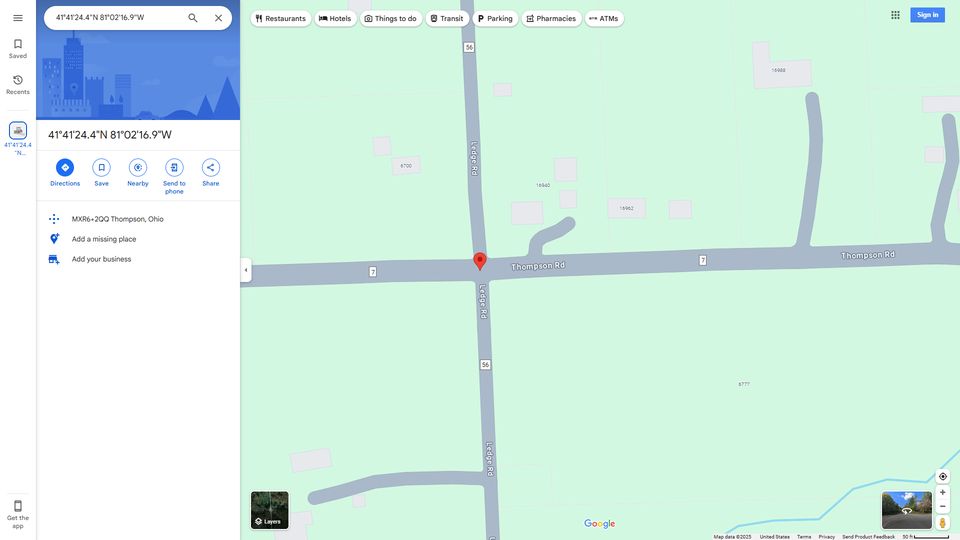 41°41'24.4"N 81°02'16.9"W
Restaurants
Hotels
Things to do
Transit
Parking
Pharmacies
ATMs
Sign in
Saved
Recents
41°41'24.4
"N...
41°41'24.4"N 81°02'16.9"W
Directions
Save
Nearby
Send to
phone
Share
MXR6+2QQ Thompson, Ohio
Add a missing place
Add your business
Get the
app
56
Ledge Rd
16988
6700
16940
16962
7
Thompson Rd
7
Thompson Rd
Ledge Rd
56
6777
Ledge Rd
Layers
Google
Map data ©2025 United States Terms Privacy Send Product Feedback 50 ft